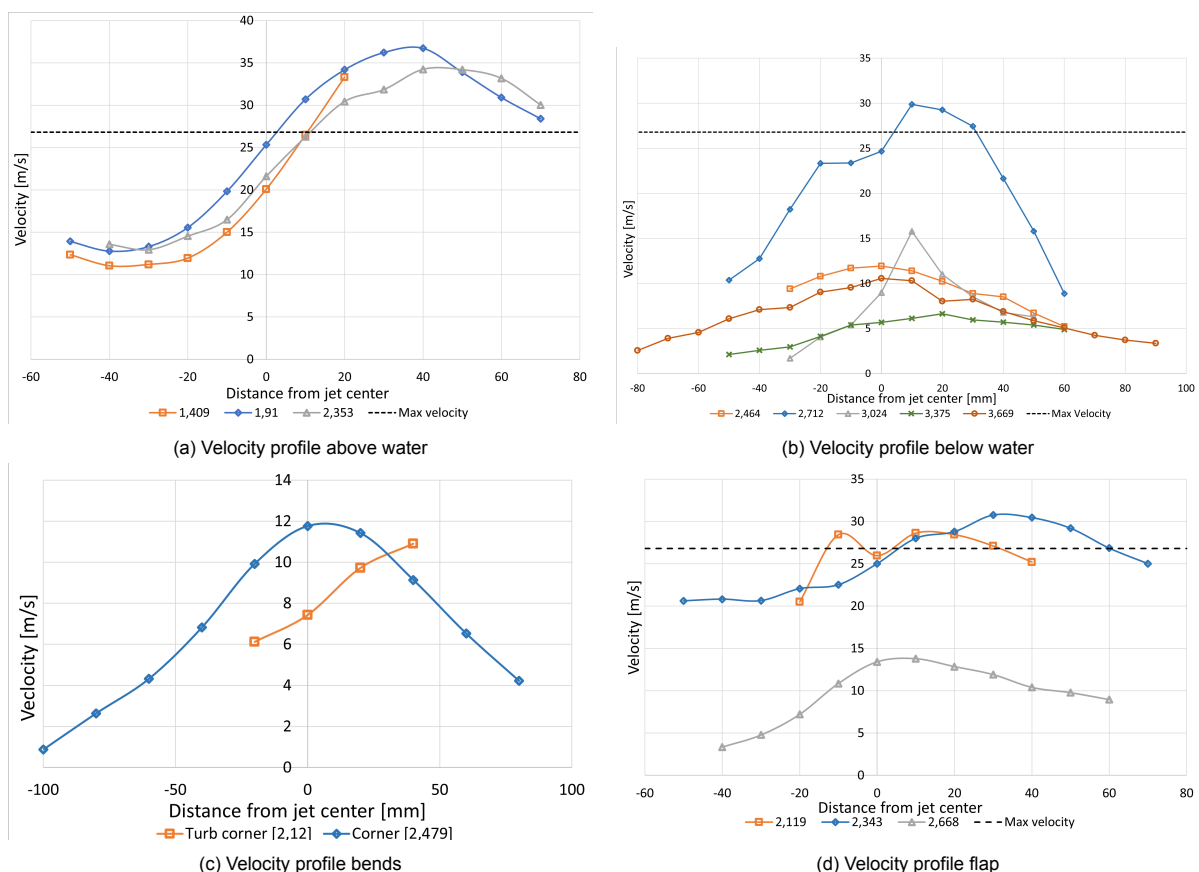 40
35
30
25
20
15
10
5
0
Velocity [m/s]
-60 -40 -20 0 20 40 60 80
Distance from jet center
1,409 1,91 2,353 Max velocity
(a) Velocity profile above water
35
30
25
20
15
10
5
0
Velocity [m/s]
-80 -60 -40 -20 0 20 40 60 80 100
Distance from jet center [mm]
2,464 2,712 3,024 3,375 3,669 Max Velocity
(b) Velocity profile below water
14
12
10
8
6
4
2
0
Veclocity [m/s]
-100 -50 0 50 100
Distance from jet center [mm]
Turb corner [2,12] Corner [2,479]
(c) Velocity profile bends
35
30
25
20
15
10
5
0
Velocity [m/s]
-60 -40 -20 0 20 40 60 80
Distance from jet center
2,119 2,343 2,668 Max velocity
(d) Velocity profile flap